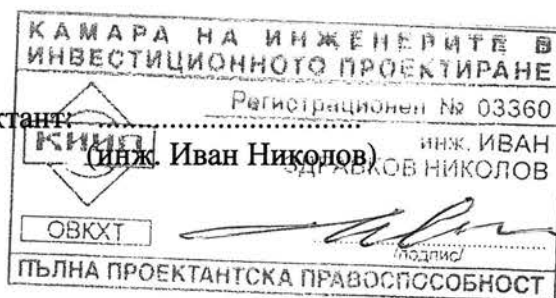 КАМАРА НА ИНЖЕНЕРИТЕ В
ИНВЕСТИЦИОННОТО ПРОЕКТИРАНЕ
Регистрационен № 03360
ктант:..............................
КИИП
инж. ИВАН
(инж. Иван Николов)
ЗДРАВКОВ НИКОЛОВ
ОВКХТ
/подпис/
ПЪЛНА ПРОЕКТАНТСКА ПРАВОСПОСОБНОСТ